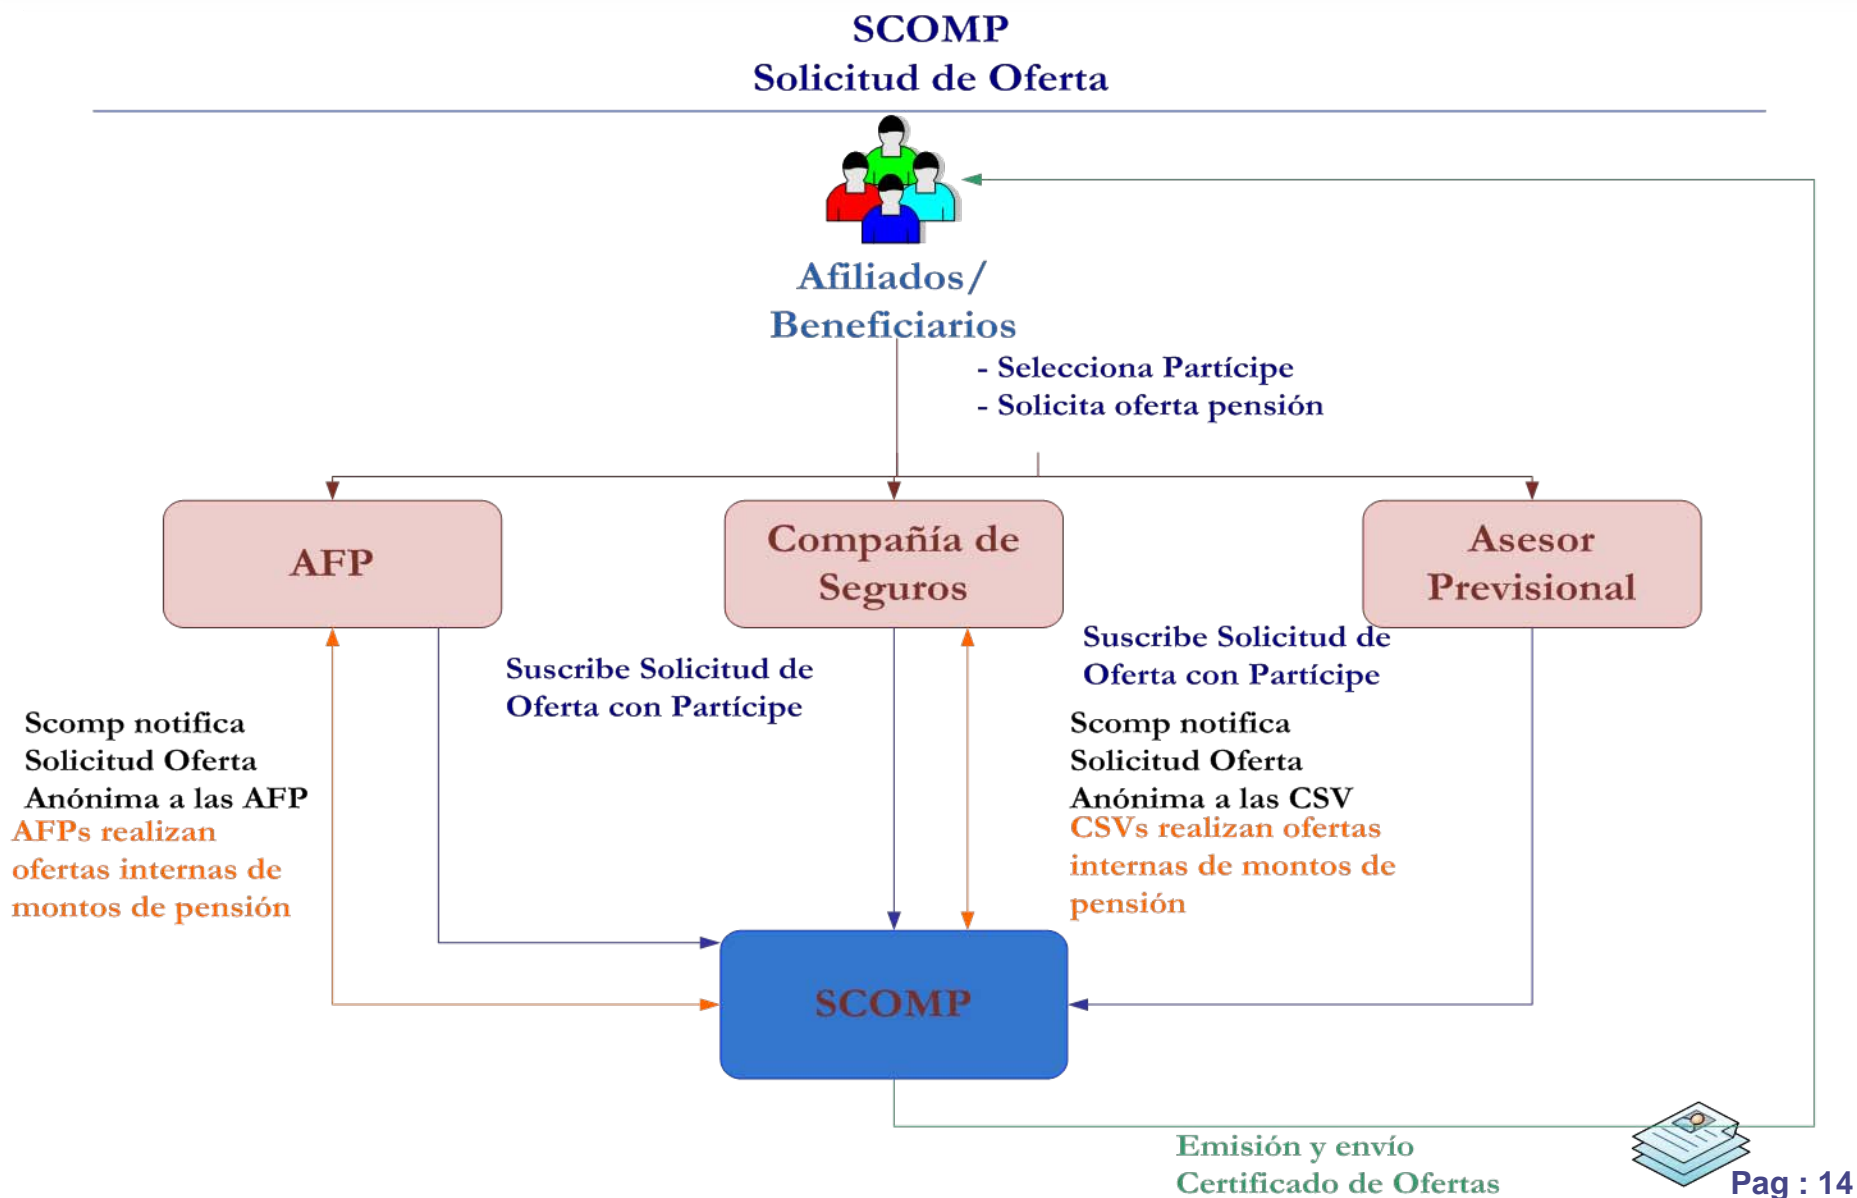 SCOMP
Solicitud de Oferta
Afiliados/
Beneficiarios
- Selecciona Partícipe
- Solicita oferta pensión
AFP
Compañía de
Seguros
Asesor
Previsional
Suscribe Solicitud de
Oferta con Partícipe
Suscribe Solicitud de
Oferta con Partícipe
Scomp notifica
Solicitud Oferta
Anónima a las AFP
AFPs realizan
ofertas internas de
montos de pensión
Scomp notifica
Solicitud Oferta
Anónima a las CSV
CSVs realizan ofertas
internas de montos de
pensión
SCOMP
Emisión y envío
Certificado de Ofertas
Pag : 14